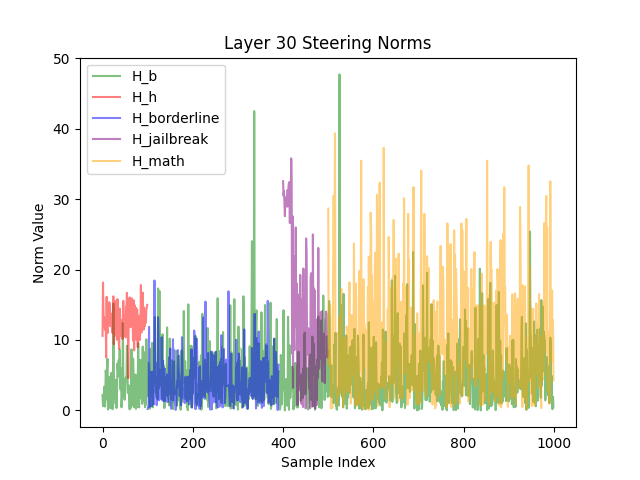 Layer 30 Steering Norms
H_b
H_h
H_borderline
H_jailbreak
H_math
Norm Value
50
40
30
20
10
0
0
200
400
600
800
1000
Sample Index